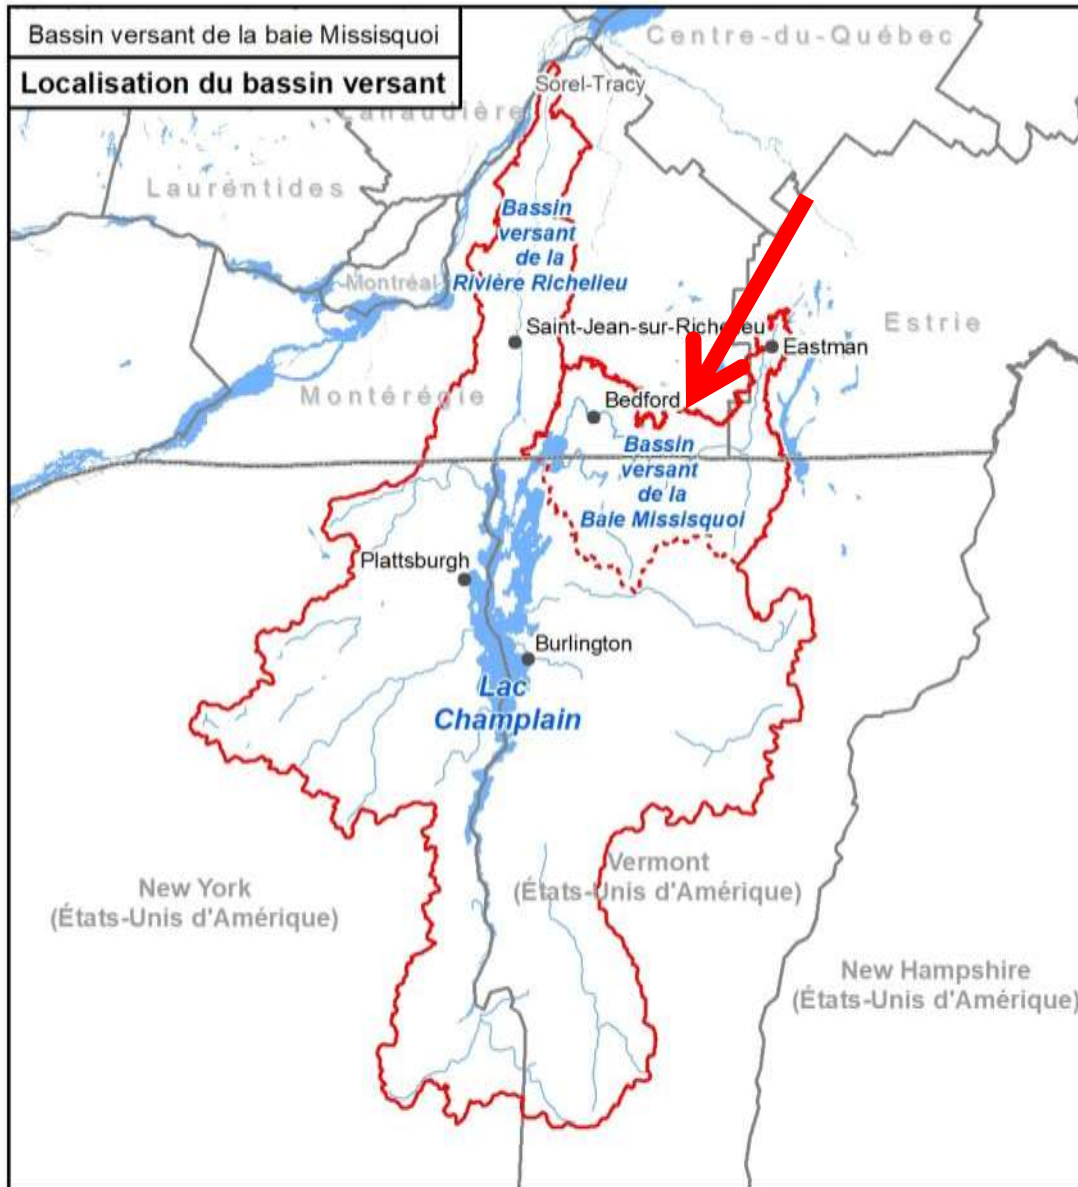 Bassin versant de la baie Missisquoi
Localisation du bassin versant
Centre-du-Québec
Sorel-Tracy
Lanaudière
Laurentides
Bassin
versant
de la
Rivière Richelieu
Montréal
Saint-Jean-sur-Richelieu
Estrie
Eastman
Montérégie
Bedford
Bassin
versant
de la
Baie Missisquoi
Plattsburgh
Burlington
Lac
Champlain
New York
(États-Unis d'Amérique)
Vermont
(États-Unis d'Amérique)
New Hampshire
(États-Unis d'Amérique)